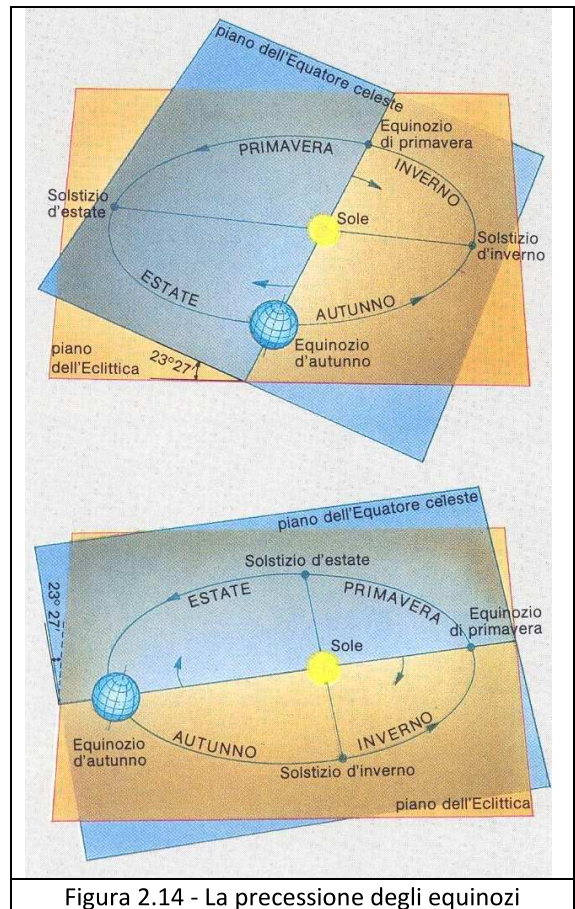 piano dell'Equatore celeste
Equinozio
di primavera
PRIMAVERA
INVERNO
Solstizio
d'estate
Sole
Solstizio
d'inverno
ESTATE
AUTUNNO
Equinozio
d'autunno
piano
dell'Eclittica
23°27'
piano dell'Equatore celeste
Solstizio d'estate
ESTATE
PRIMAVERA
23° 27'
Equinozio
di primavera
Sole
Equinozio
d'autunno
AUTUNNO
INVERNO
Solstizio d'inverno
piano dell'Eclittica
Figura 2.14 - La precessione degli equinozi